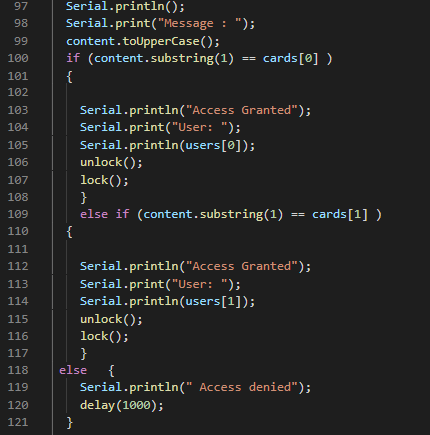 97 Serial.println();
98 Serial.print("Message : ");
99 content.toUpperCase();
100 if (content.substring(1) == cards[0] )
101 {
102
103 Serial.println("Access Granted");
104 Serial.print("User: ");
105 Serial.println(users[0]);
106 unlock();
107 lock();
108 }
109 else if (content.substring(1) == cards[1] )
110 {
111
112 Serial.println("Access Granted");
113 Serial.print("User: ");
114 Serial.println(users[1]);
115 unlock();
116 lock();
117 }
118 else   {
119 Serial.println(" Access denied");
120 delay(1000);
121 }